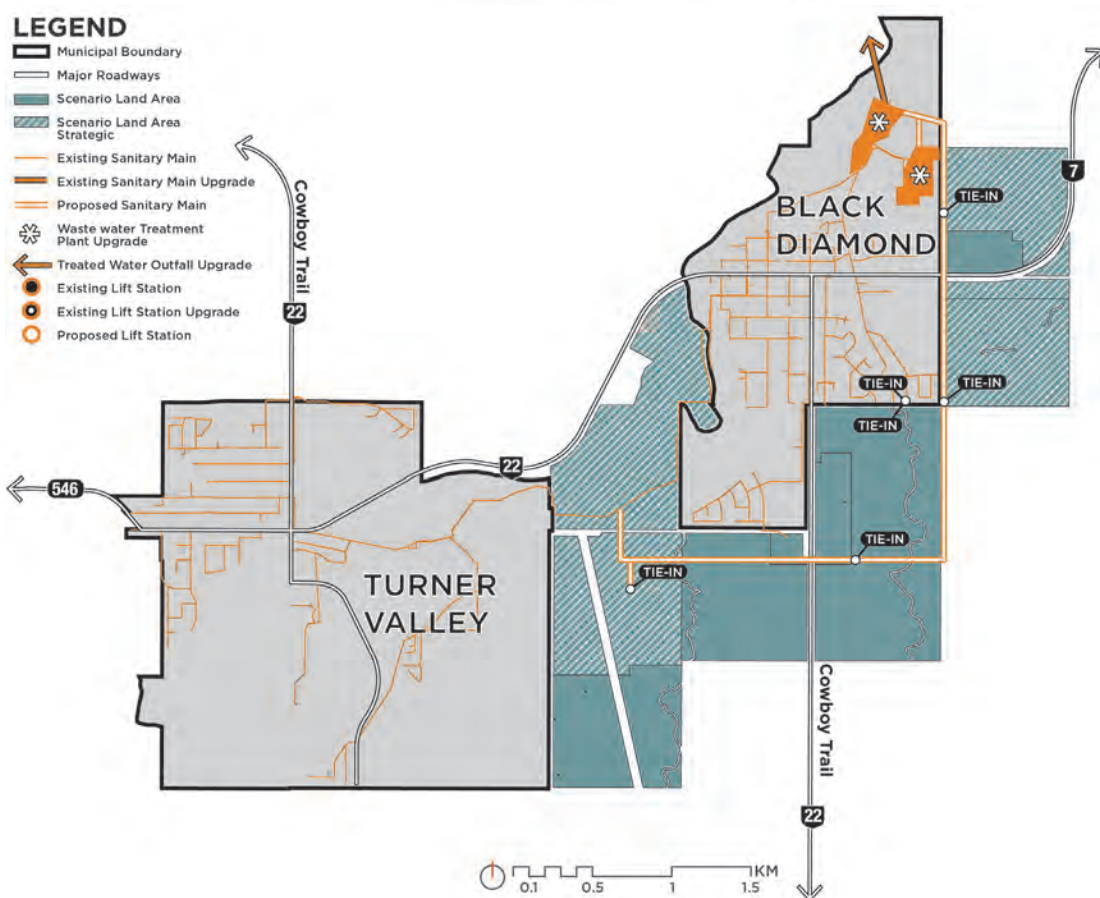 LEGEND
Municipal Boundary
Major Roadways
Scenario Land Area
Scenario Land Area
Strategic
Existing Sanitary Main
Existing Sanitary Main Upgrade
Proposed Sanitary Main
Waste water Treatment
Plant Upgrade
Treated Water Outfall Upgrade
Existing Lift Station
Existing Lift Station Upgrade
Proposed Lift Station
Cowboy Trail
22
7
TIE-IN
BLACK
DIAMOND
TIE-IN
TIE-IN
TIE-IN
22
546
TIE-IN
TIE-IN
TURNER
VALLEY
Cowboy Trail
22
KM
0.1
0.5
1
1.5